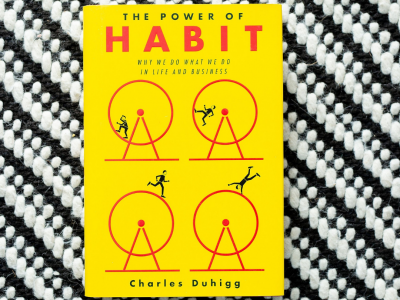 THE POWER OF
HABIT
WHY WE DO WHAT WE DO
IN LIFE AND BUSINESS
Charles Duhigg